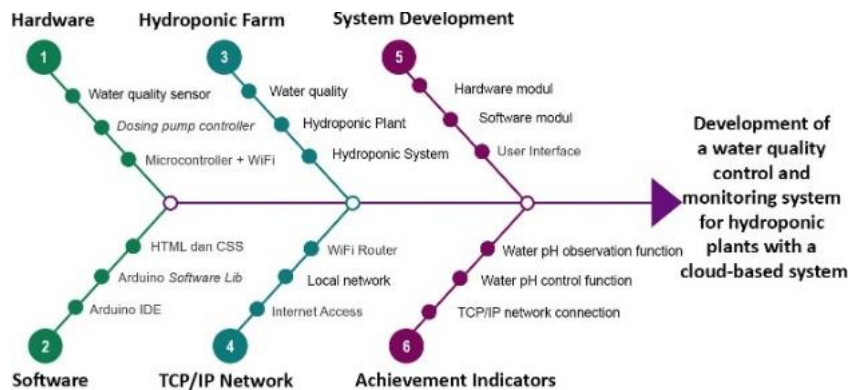 Hardware
Hydroponic Farm
System Development
1
3
5
Water quality sensor
Dosing pump controller
Microcontroller + WiFi
Water quality
Hydroponic Plant
Hydroponic System
Hardware modul
Software modul
User Interface
Development of
a water quality
control and
monitoring system
for hydroponic
plants with a
cloud-based system
HTML dan CSS
Arduino Software Lib
Arduino IDE
WiFi Router
Local network
Internet Access
Water pH observation function
Water pH control function
TCP/IP network connection
2
4
6
Software
TCP/IP Network
Achievement Indicators